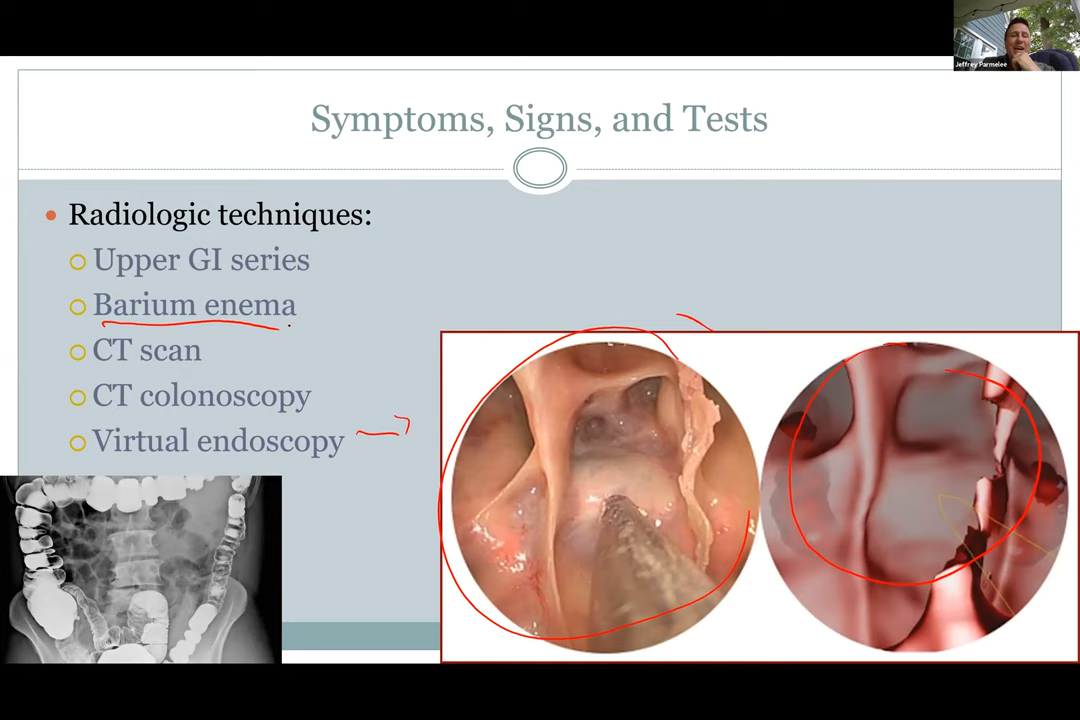 Jeffrey Parmelee
Symptoms, Signs, and Tests
Radiologic techniques:
Upper GI series
Barium enema
CT scan
CT colonoscopy
Virtual endoscopy